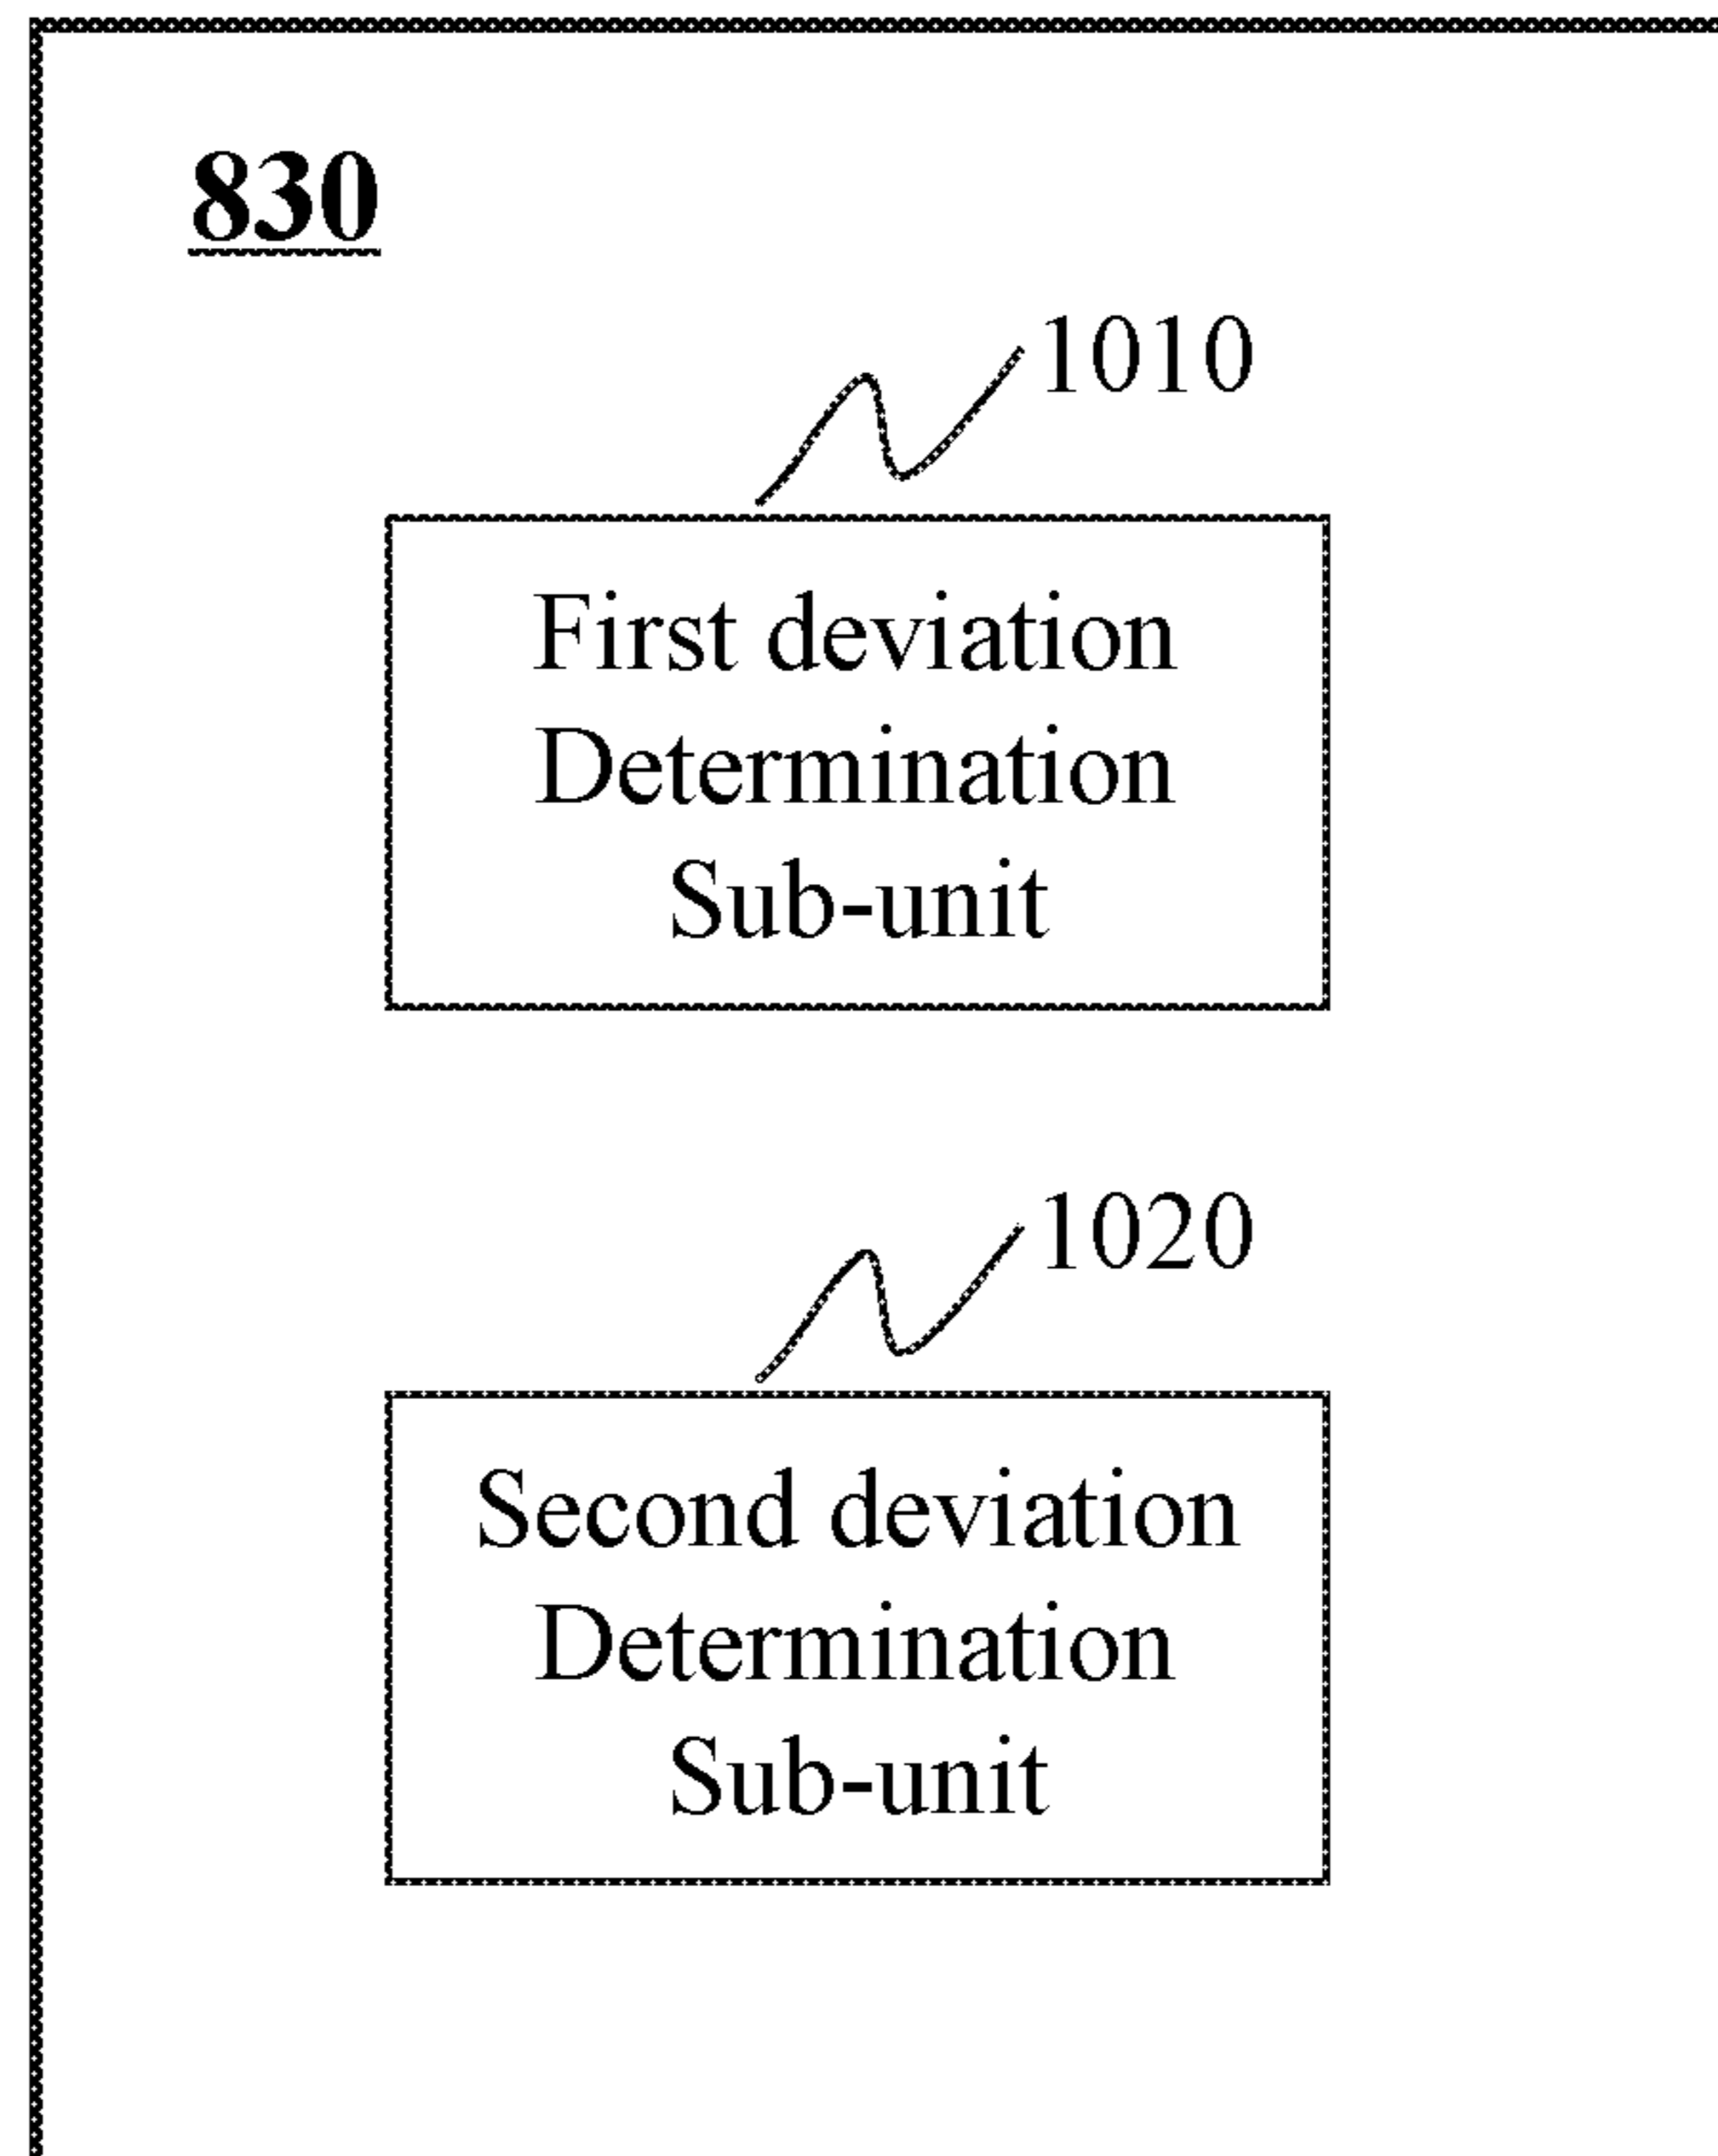 830
1010
First deviation
Determination
Sub-unit
1020
Second deviation
Determination
Sub-unit